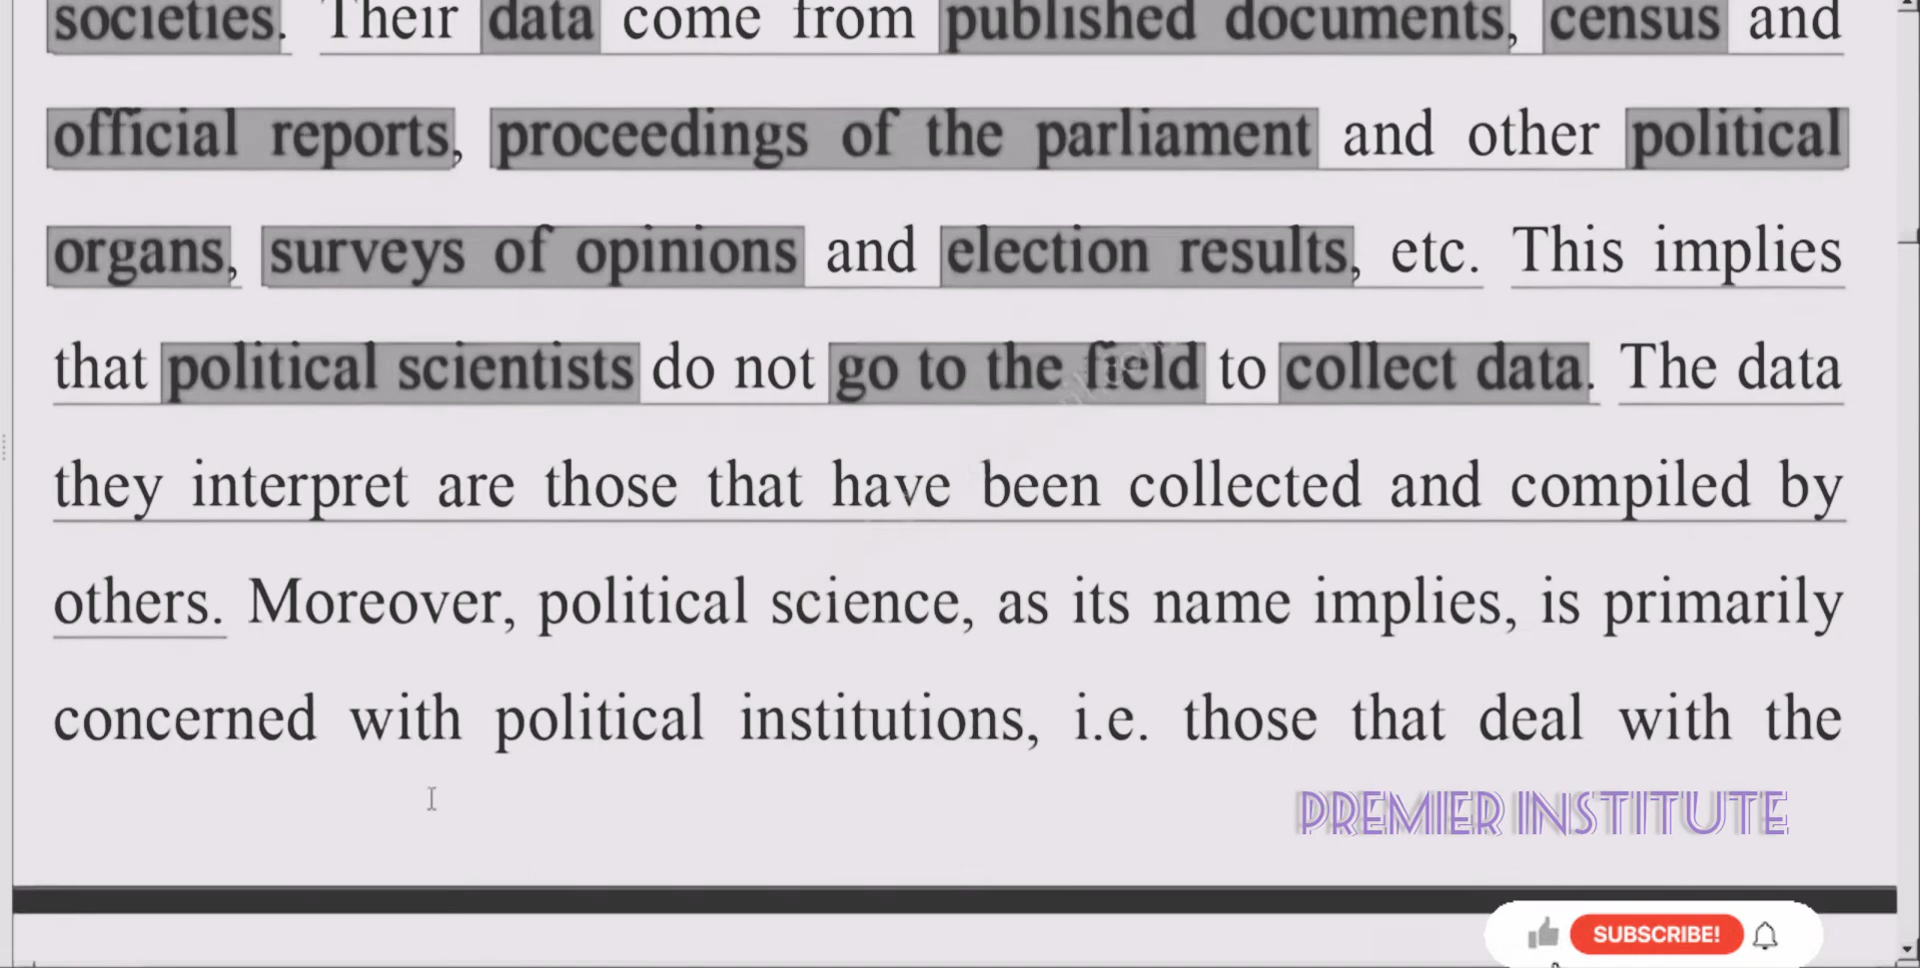 societies. Their data come from published documents, census and
official reports, proceedings of the parliament and other political
organs, surveys of opinions and election results, etc. This implies
that political scientists do not go to the field to collect data. The data
they interpret are those that have been collected and compiled by
others. Moreover, political science, as its name implies, is primarily
concerned with political institutions, i.e. those that deal with the
PREMIER INSTITUTE
SUBSCRIBE!